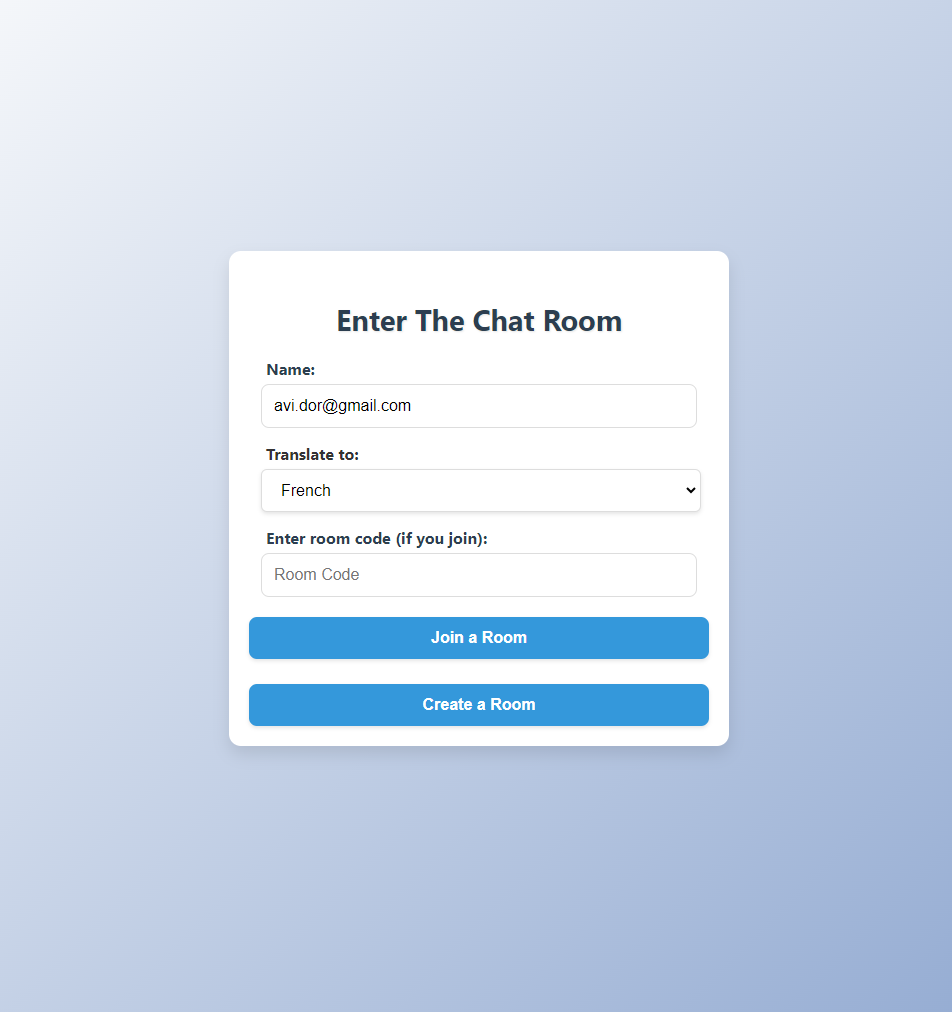 Enter The Chat Room
Name:
avi.dor@gmail.com
Translate to:
French
Enter room code (if you join):
Room Code
Join a Room
Create a Room